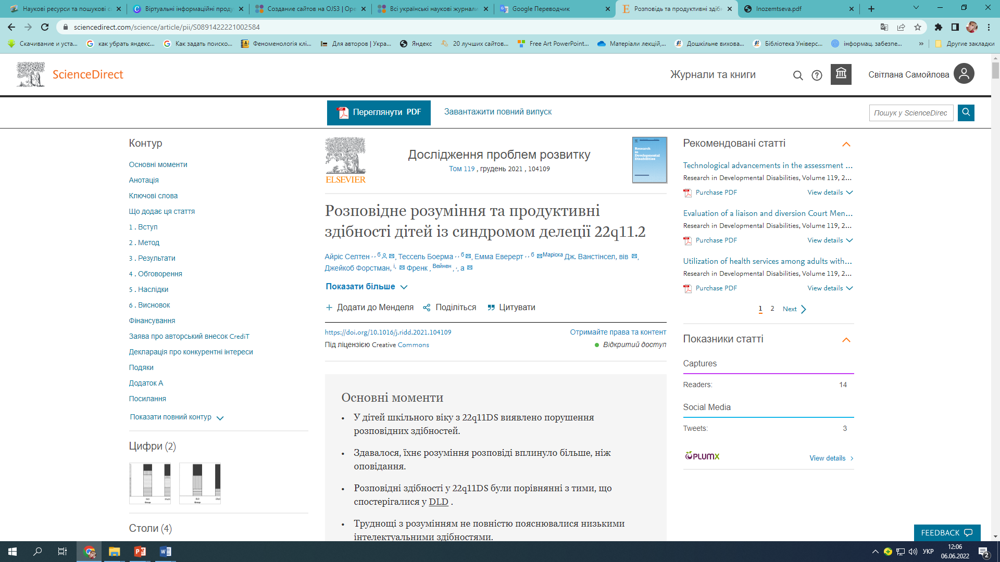 Наукові ресурси та пошукові с
Віртуальні інформаційні проду
Создание сайтов на OJS3 | Ope
Всі українські наукові журнали
Google Переводчик
Розповідь та продуктивні здібн
Inozemtseva.pdf
sciencedirect.com/science/article/pii/S0891422221002584
Скачивание и уста...
как убрать яндекс...
Как задать поиско...
Феноменологія клі...
Для авторов | Укра...
Яндекс
20 лучших сайтов...
Free Art PowerPoint...
Матеріали лекцій,...
Дошкільне вихова...
Бібліотека Універс...
інформац. забезпе...
»
Другие закладки
ScienceDirect
Журнали та книги
Світлана Самойлова
Переглянути PDF
Завантажити повний випуск
Пошук у ScienceDirec
Контур
Основні моменти
Анотація
Ключові слова
Що додає ця стаття
1 . Вступ
2 . Метод
3 . Результати
4 . Обговорення
5 . Наслідки
6 . Висновок
Фінансування
Заява про авторський внесок CrediT
Декларація про конкурентні інтереси
Подяки
Додаток А
Посилання
Показати повний контур
Цифри (2)
Столи (4)
ELSEVIER
Дослідження проблем розвитку
Том 119 , грудень 2021 , 104109
Research
in
Developmental
Disabilities
Розповідне розуміння та продуктивні
здібності дітей із синдромом делеції 22q11.2
Айріс Селтен , , б , Тессель Боерма , , б , Емма Еверерт , , б Маріска Дж. Ванстінсел, вів ,
Джейкоб Форстман, і, Френк , Вейнен , , а
Показати більше
Додати до Менделя
Поділіться
Цитувати
https://doi.org/10.1016/j.ridd.2021.104109
Отримайте права та контент
Під ліцензією Creative Commons
Відкритий доступ
Основні моменти
• У дітей шкільного віку з 22q11DS виявлено порушення
розповідних здібностей.
• Здавалося, їхнє розуміння розповіді вплинуло більше, ніж
оповідання.
• Розповідні здібності у 22q11DS були порівнянні з тими, що
спостерігалися у DLD .
• Труднощі з розумінням не повністю пояснювалися низькими
інтелектуальними здібностями.
Рекомендовані статті
Technological advancements in the assessment ...
Research in Developmental Disabilities, Volume 119, 2...
Purchase PDF
View details
Evaluation of a liaison and diversion Court Men...
Research in Developmental Disabilities, Volume 119, 2...
Purchase PDF
View details
Utilization of health services among adults with...
Research in Developmental Disabilities, Volume 119, 2...
Purchase PDF
View details
1 2 Next
Показники статті
Captures
Readers: 14
Social Media
Tweets: 3
PLUMX
View details
FEEDBACK
УКР
12:06
06.06.2022
2